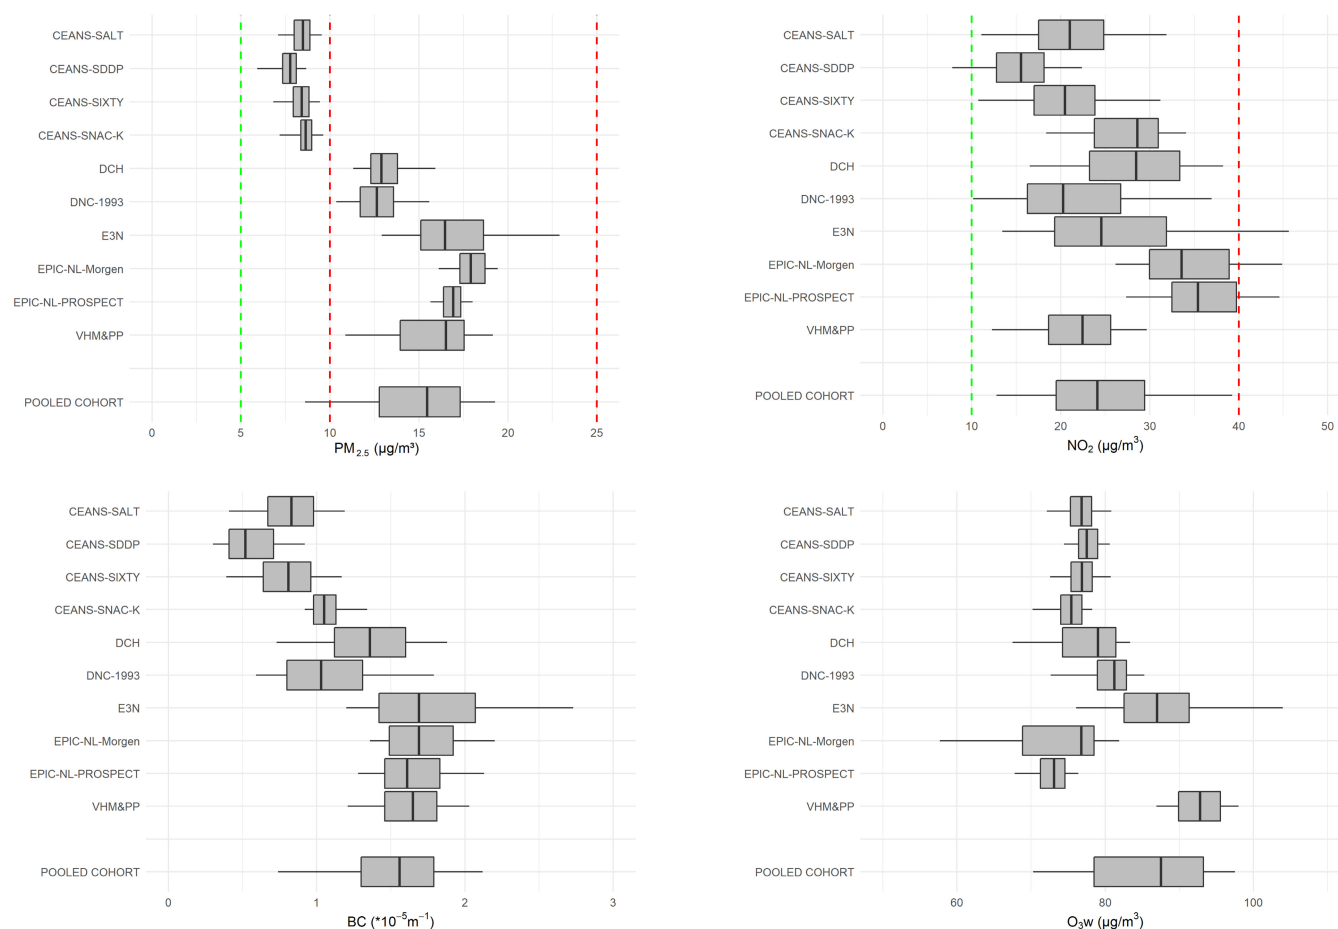 CEANS-SALT
CEANS-SDDP
CEANS-SIXTY
CEANS-SNAC-K
DCH
DNC-1993
E3N
EPIC-NL-Morgen
EPIC-NL-PROSPECT
VHM&PP
POOLED COHORT
0 5 10 15 20 25
PM2.5 (µg/m³)
CEANS-SALT
CEANS-SDDP
CEANS-SIXTY
CEANS-SNAC-K
DCH
DNC-1993
E3N
EPIC-NL-Morgen
EPIC-NL-PROSPECT
VHM&PP
POOLED COHORT
0 10 20 30 40 50
NO₂ (µg/m³)
CEANS-SALT
CEANS-SDDP
CEANS-SIXTY
CEANS-SNAC-K
DCH
DNC-1993
E3N
EPIC-NL-Morgen
EPIC-NL-PROSPECT
VHM&PP
POOLED COHORT
0 1 2 3
BC (*10⁻⁵m⁻¹)
CEANS-SALT
CEANS-SDDP
CEANS-SIXTY
CEANS-SNAC-K
DCH
DNC-1993
E3N
EPIC-NL-Morgen
EPIC-NL-PROSPECT
VHM&PP
POOLED COHORT
60 80 100
O₃w (µg/m³)